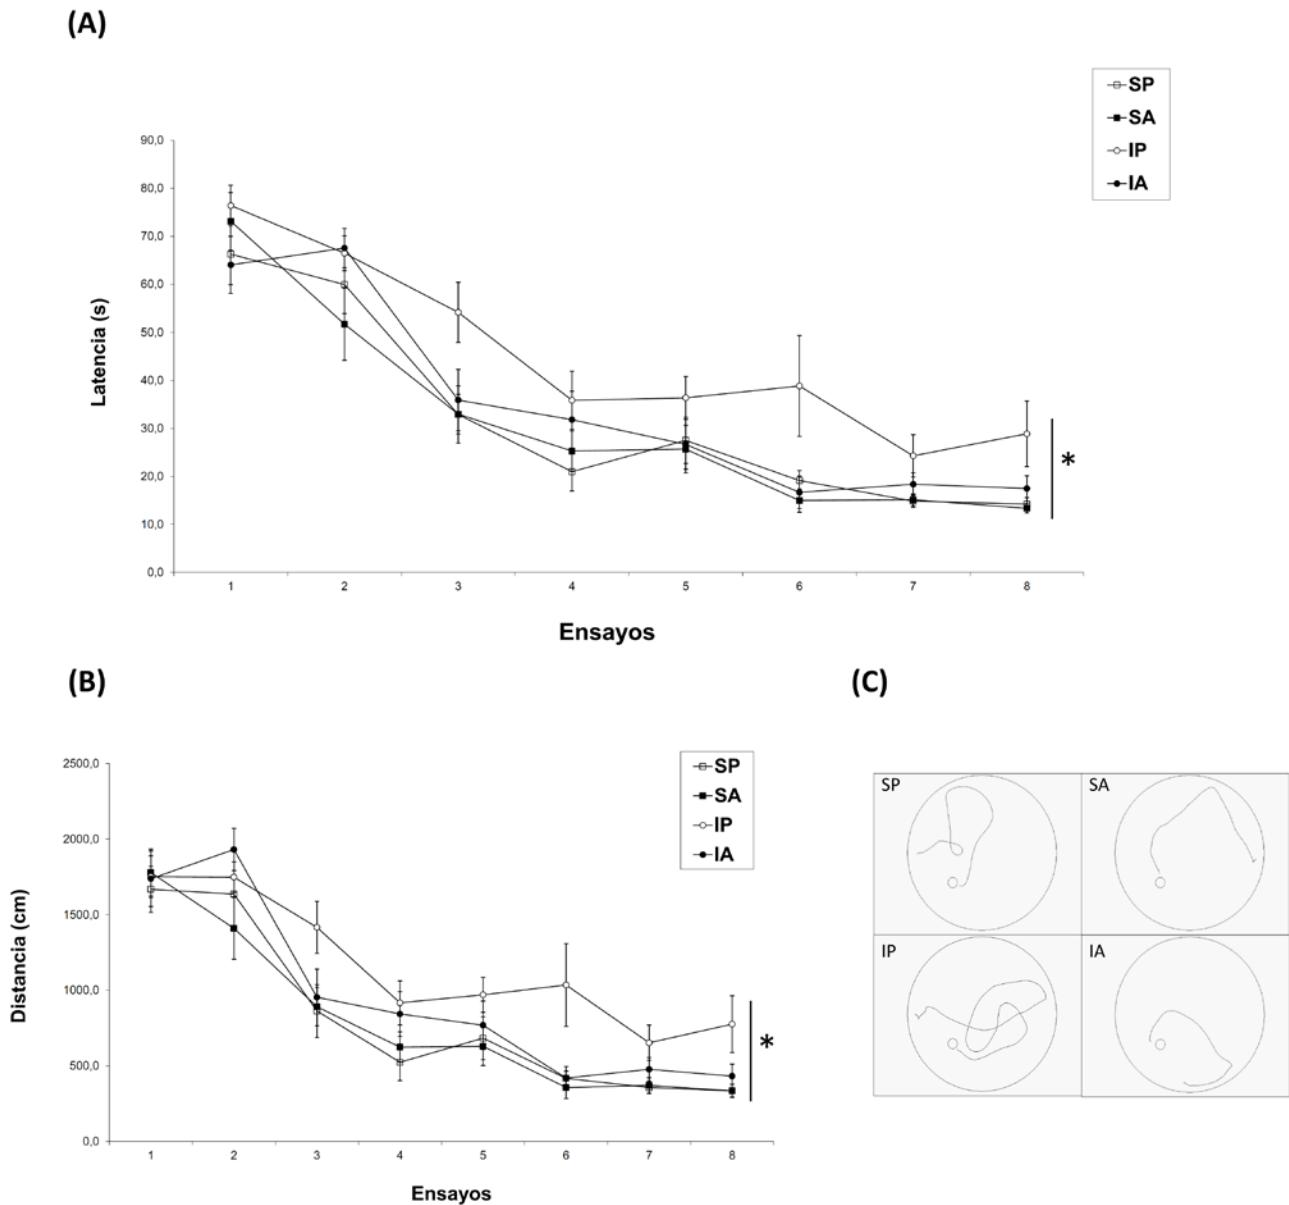 (A)
SP
SA
IP
IA
90,0
80,0
70,0
60,0
50,0
40,0
30,0
20,0
10,0
0,0
Latencia (s)
*
1 2 3 4 5 6 7 8
Ensayos
(B)
SP
SA
IP
IA
2500,0
2000,0
1500,0
1000,0
500,0
0,0
Distancia (cm)
*
1 2 3 4 5 6 7 8
Ensayos
(C)
SP SA
IP IA